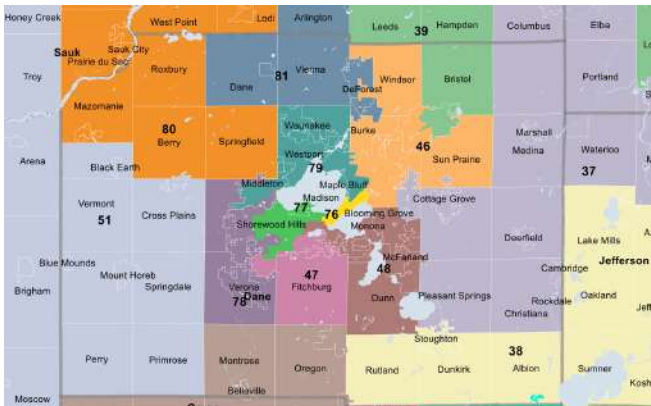 Honey Creek
West Point
Lodi
Arlington
Leeds
Hampden
39
Columbus
Elba
Sauk
Sauk City
Prairie du Sac
Troy
Roxbury
81
Vienna
Windsor
Bristol
Portland
Dane
DeForest
Mazomanie
Waunakee
Burke
Marshall
80
Berry
Springfield
46
Medina
Waterloo
Arena
Westport
79
Sun Prairie
37
Black Earth
Middleton
Maple Bluff
Madison
Cottage Grove
Vermont
51
Cross Plains
77
76
Blooming Grove
Shorewood Hills
Monona
Deerfield
Lake Mills
Blue Mounds
McFarland
Jefferson
Mount Horeb
47
48
Cambridge
Brigham
Springdale
Verona
Fitchburg
Dunn
Pleasant Springs
Rockdale
Oakland
78
Dane
Christiana
Stoughton
38
Perry
Primrose
Montrose
Oregon
Rutland
Dunkirk
Albion
Sumner
Belleville
Moscow